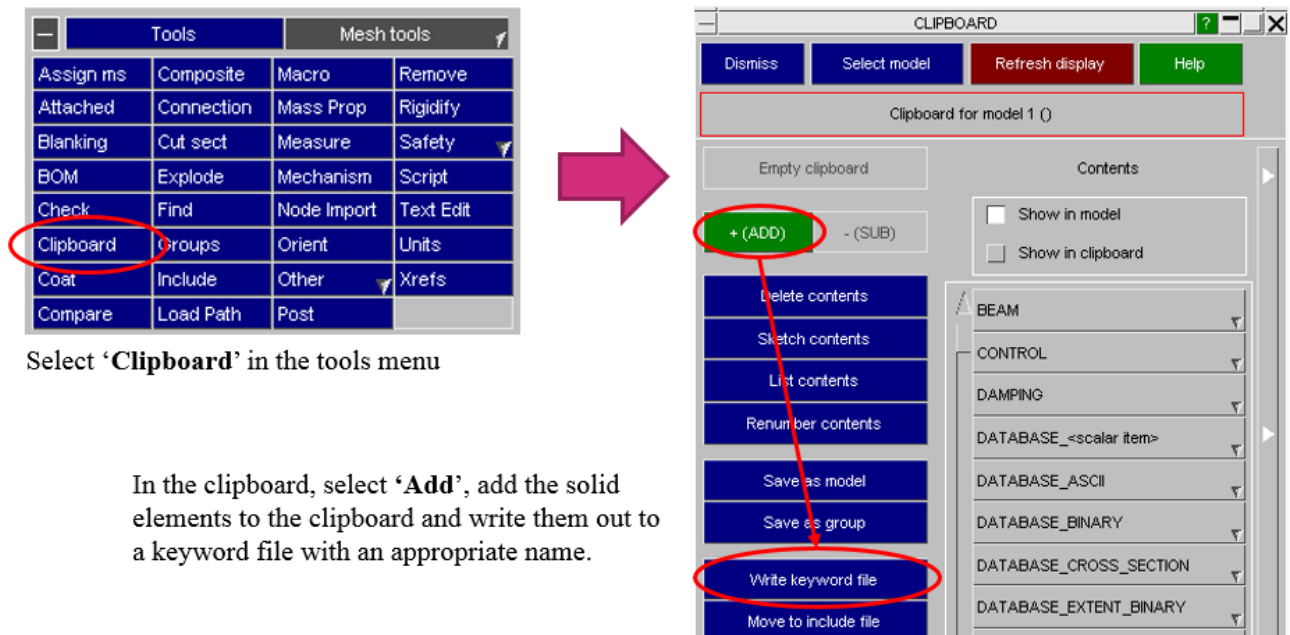 Tools
Mesh tools
Assign ms
Composite
Macro
Remove
Attached
Connection
Mass Prop
Rigidify
Blanking
Cut sect
Measure
Safety
BOM
Explode
Mechanism
Script
Check
Find
Node Import
Text Edit
Clipboard
Groups
Orient
Units
Coat
Include
Other
Xrefs
Compare
Load Path
Post
Select ‘Clipboard’ in the tools menu
In the clipboard, select ‘Add’, add the solid
elements to the clipboard and write them out to
a keyword file with an appropriate name.
CLIPBOARD
?
Dismiss
Select model
Refresh display
Help
Clipboard for model 1 ()
Empty clipboard
+ (ADD)
- (SUB)
Delete contents
Sketch contents
List contents
Renumber contents
Save as model
Save as group
Write keyword file
Move to include file
Contents
Show in model
Show in clipboard
BEAM
CONTROL
DAMPING
DATABASE_<scalar item>
DATABASE_ASCII
DATABASE_BINARY
DATABASE_CROSS_SECTION
DATABASE_EXTENT_BINARY